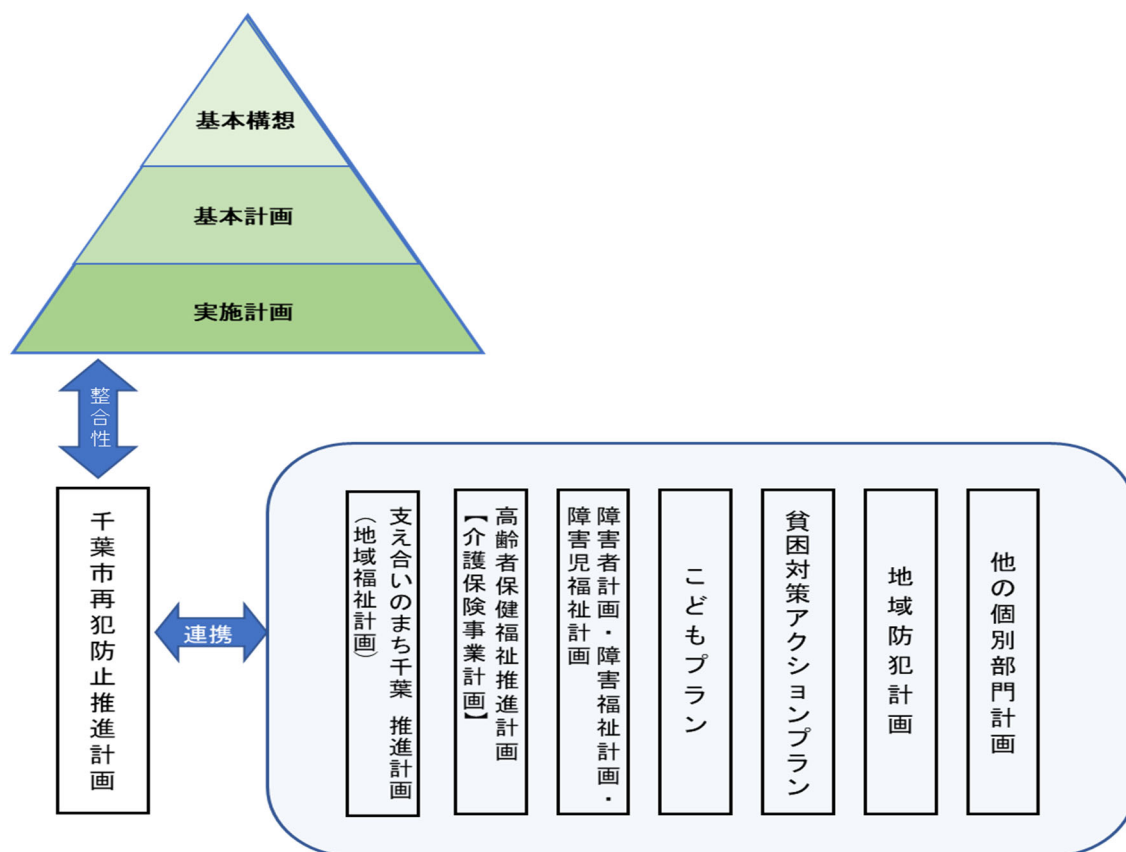 基本構想
基本計画
実施計画
整合性
千葉市再犯防止推進計画
連携
支え合いのまち千葉 推進計画
(地域福祉計画)
高齢者保健福祉推進計画
【介護保険事業計画】
障害者計画・障害福祉計画・
障害児福祉計画
こどもプラン
貧困対策アクションプラン
地域防犯計画
他の個別部門計画